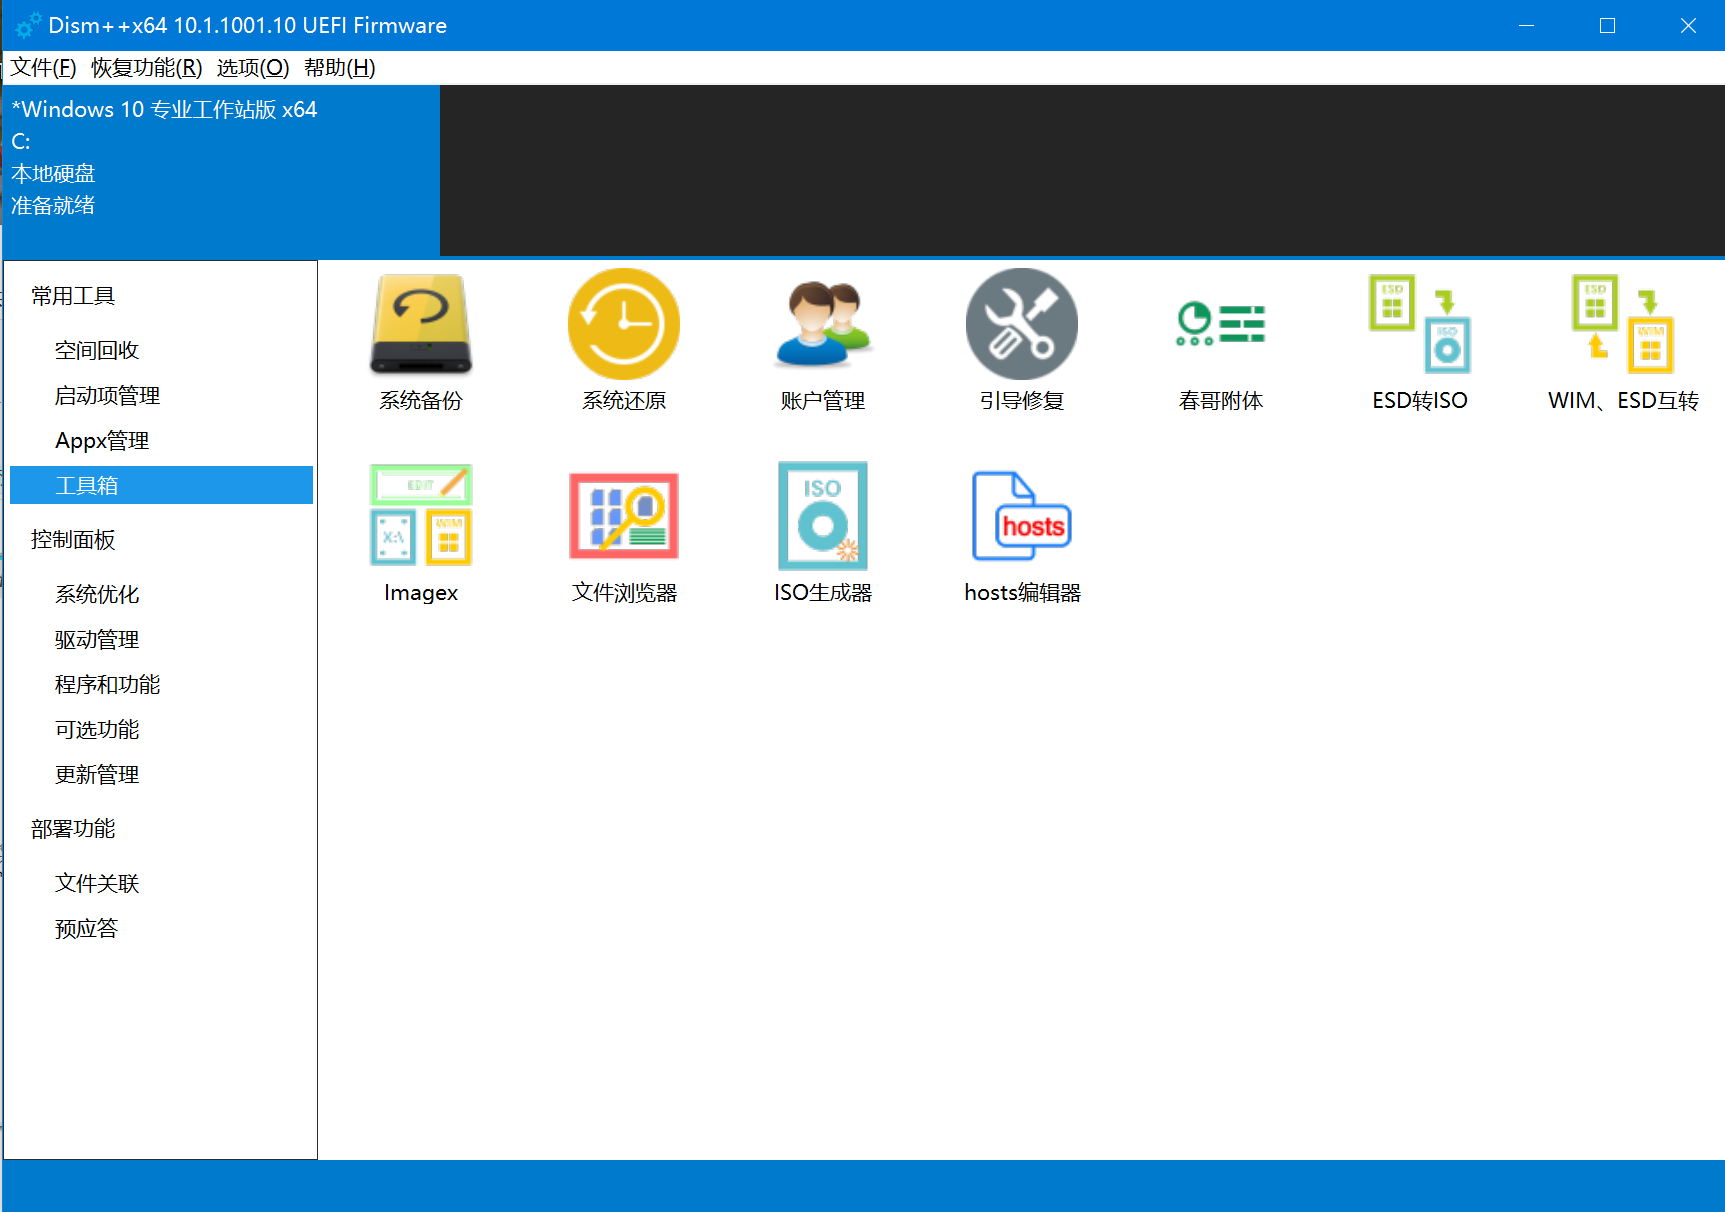 Dism++x64 10.1.1001.10 UEFI Firmware
文件(F) 恢复功能(R) 选项(O) 帮助(H)
*Windows 10 专业工作站版 x64
C:
本地硬盘
准备就绪
常用工具
空间回收
启动项管理
Appx管理
工具箱
控制面板
系统优化
驱动管理
程序和功能
可选功能
更新管理
部署功能
文件关联
预应答
ESD
ISO
ESD
WIM
系统备份 系统还原 账户管理 引导修复 春哥附体 ESD转ISO WIM、ESD互转
EDIT
X:\
WIM
ISO
hosts
Imagex 文件浏览器 ISO生成器 hosts编辑器